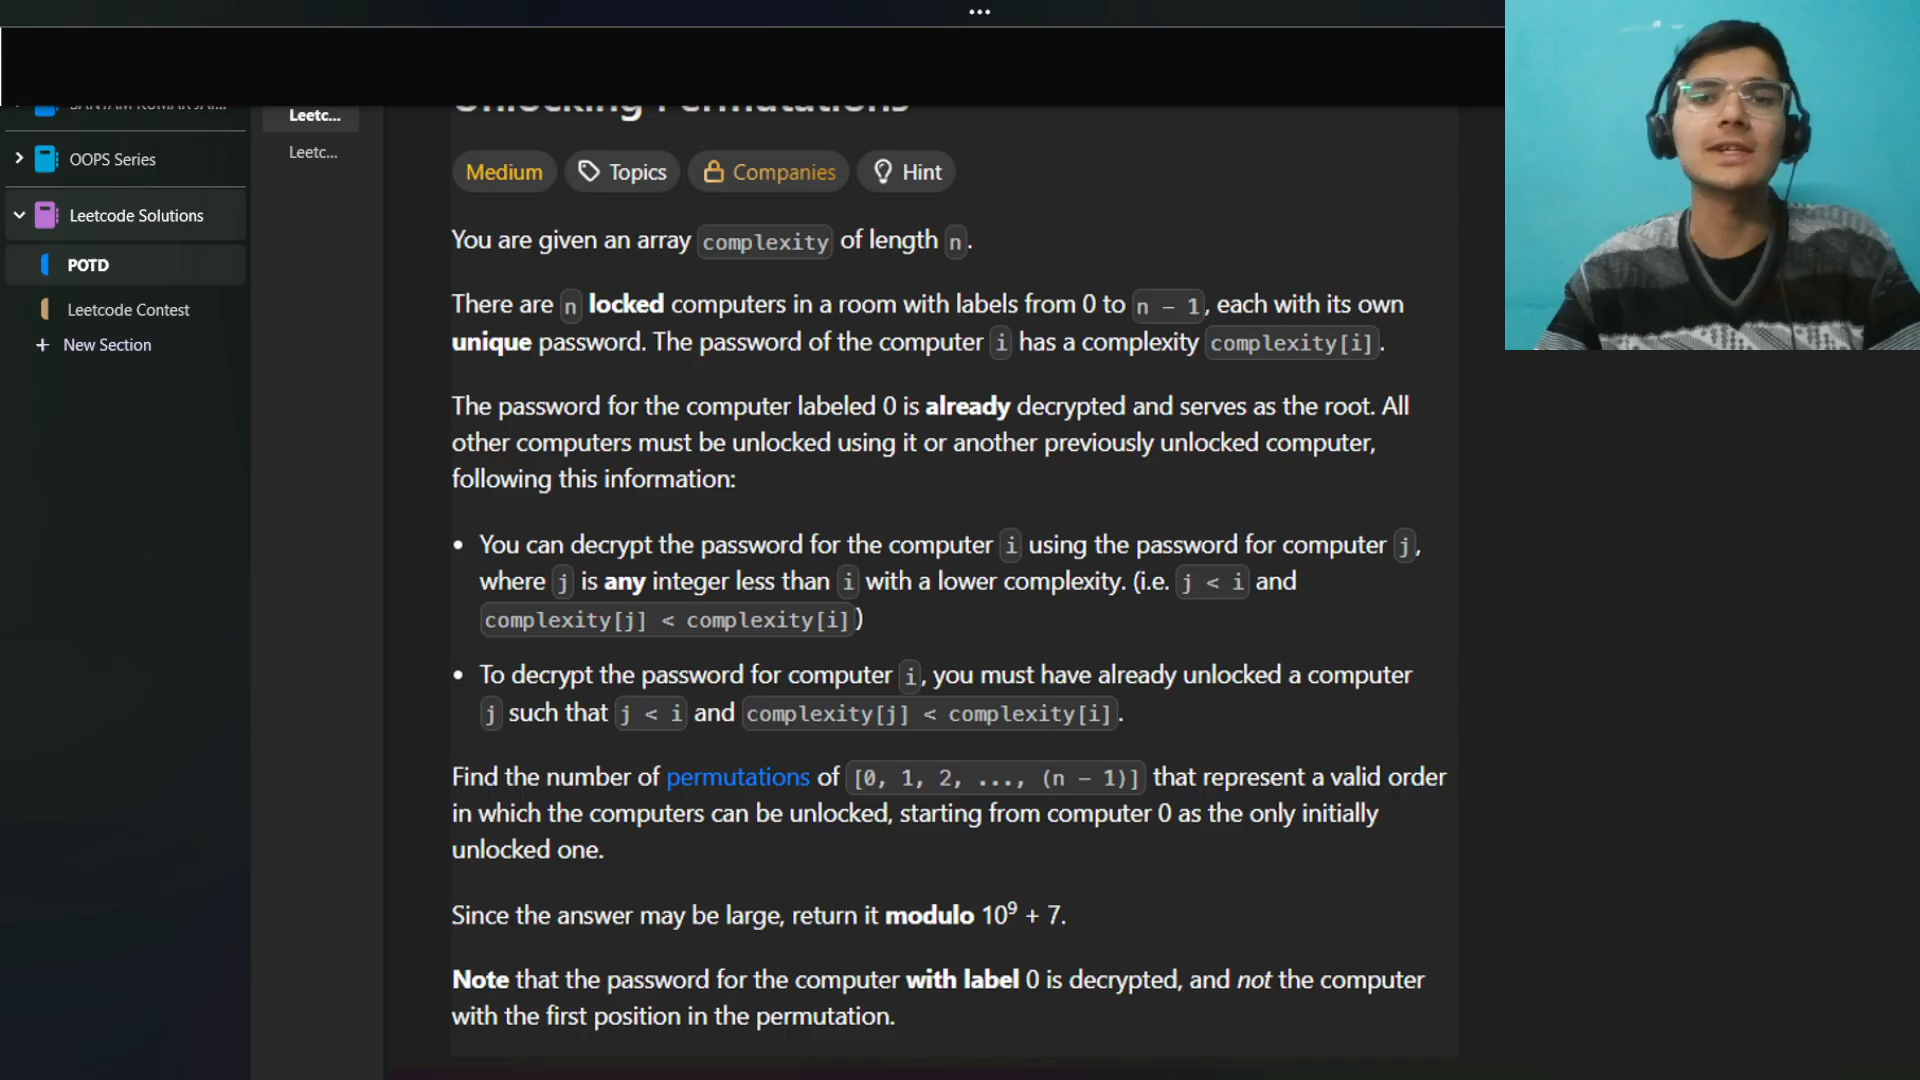 ...
Unlocking Permutations
Leetc...
OOPS Series
Leetc...
Medium
Topics
Companies
Hint
Leetcode Solutions
You are given an array complexity of length n.
POTD
There are n locked computers in a room with labels from 0 to n - 1, each with its own
Leetcode Contest
unique password. The password of the computer i has a complexity complexity[i].
+ New Section
The password for the computer labeled 0 is already decrypted and serves as the root. All
other computers must be unlocked using it or another previously unlocked computer,
following this information:
• You can decrypt the password for the computer i using the password for computer j,
where j is any integer less than i with a lower complexity. (i.e. j < i and
complexity[j] < complexity[i])
• To decrypt the password for computer i, you must have already unlocked a computer
j such that j < i and complexity[j] < complexity[i].
Find the number of permutations of [0, 1, 2, ..., (n - 1)] that represent a valid order
in which the computers can be unlocked, starting from computer 0 as the only initially
unlocked one.
Since the answer may be large, return it modulo 10⁹ + 7.
Note that the password for the computer with label 0 is decrypted, and not the computer
with the first position in the permutation.